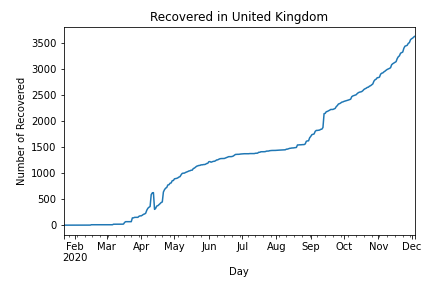 Recovered in United Kingdom
Number of Recovered
3500
3000
2500
2000
1500
1000
500
0
Feb Mar Apr May Jun Jul Aug Sep Oct Nov Dec
2020
Day